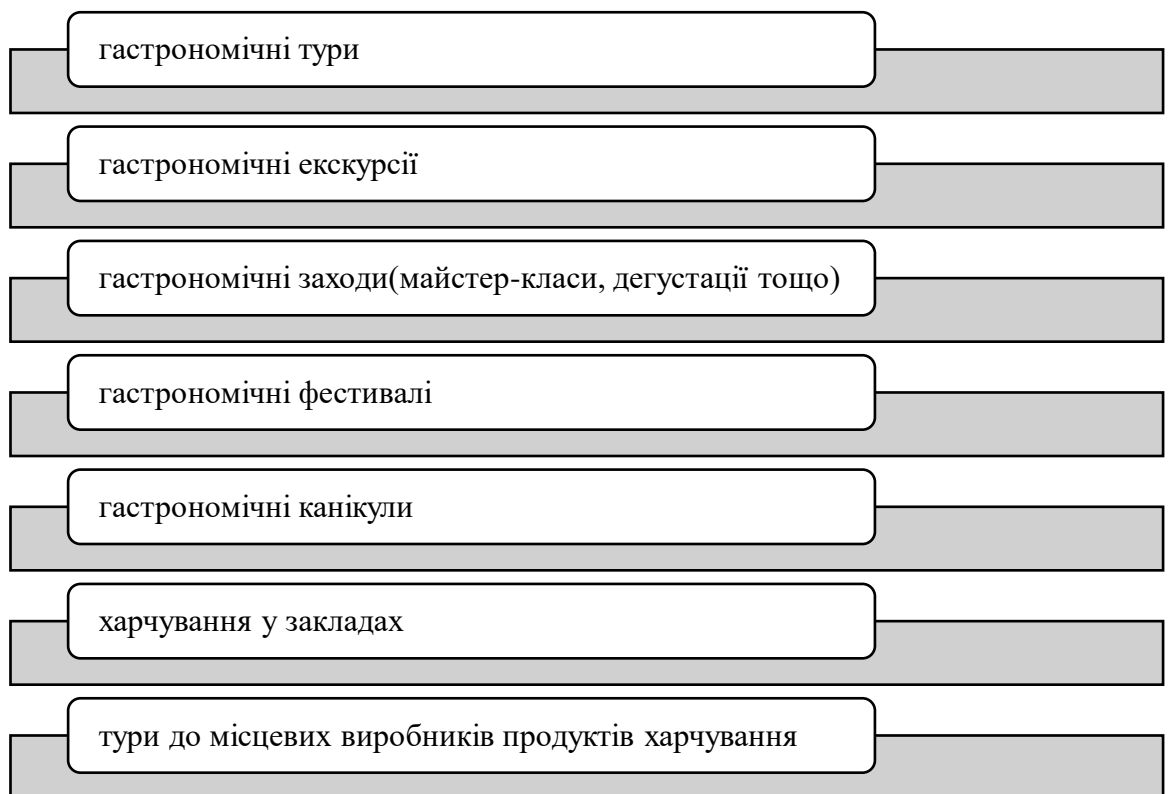 гастрономічні тури
гастрономічні екскурсії
гастрономічні заходи(майстер-класи, дегустації тощо)
гастрономічні фестивалі
гастрономічні канікули
харчування у закладах
тури до місцевих виробників продуктів харчування